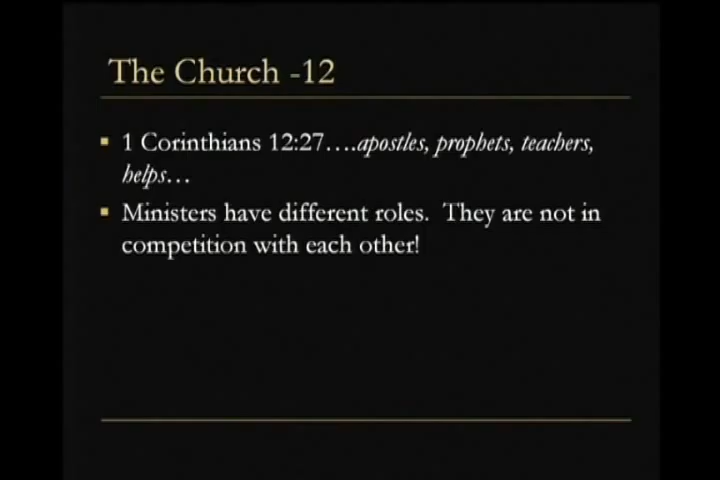 The Church -12
1 Corinthians 12:27….apostles, prophets, teachers,
helps…
Ministers have different roles.  They are not in
competition with each other!